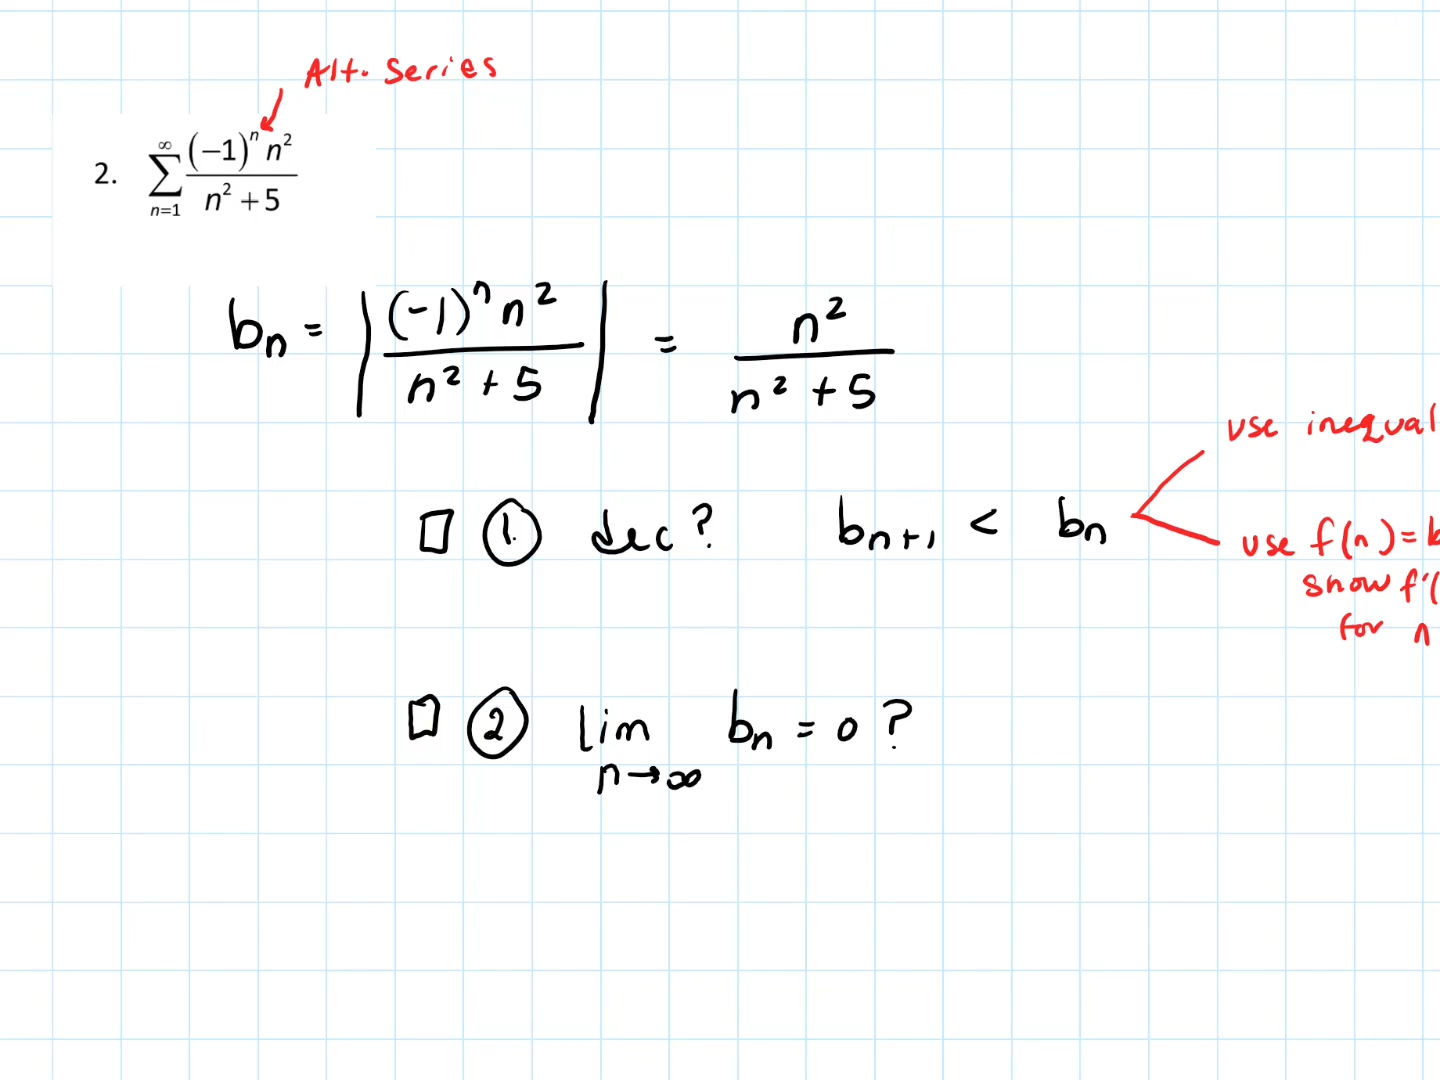 Alt. Series
2. ∑_{n=1}^{∞} (-1)^n n^2 / (n^2 + 5)
b_n = | (-1)^n n^2 / (n^2 + 5) | = n^2 / (n^2 + 5)
use inequal
□ ① dec? b_{n+1} < b_n
use f(n) = b
show f'(
for n
□ ② lim_{n→∞} b_n = 0 ?